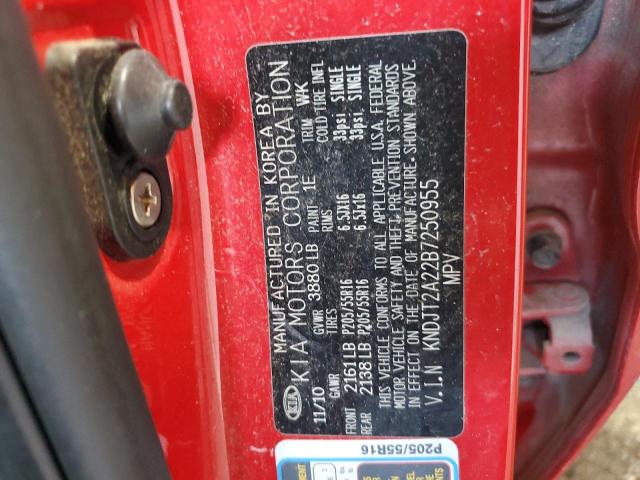 MANUFACTURED IN KOREA BY
KIA MOTORS CORPORATION
KIA
11/10 GVWR 3880LB PAINT 1E TRIM WK
GAWR TIRES RIMS COLD TIRE INFL
FRONT 2161LB P205/55R16 6.5JX16 33psi SINGLE
REAR 2138LB P205/55R16 6.5JX16 33psi SINGLE
THIS VEHICLE CONFORMS TO ALL APPLICABLE U.S.A. FEDERAL
MOTOR VEHICLE SAFETY AND THEFT PREVENTION STANDARDS
IN EFFECT ON THE DATE OF MANUFACTURE SHOWN ABOVE.
V.I.N KNDJT2A22B7250955
MPV
P205/55R16